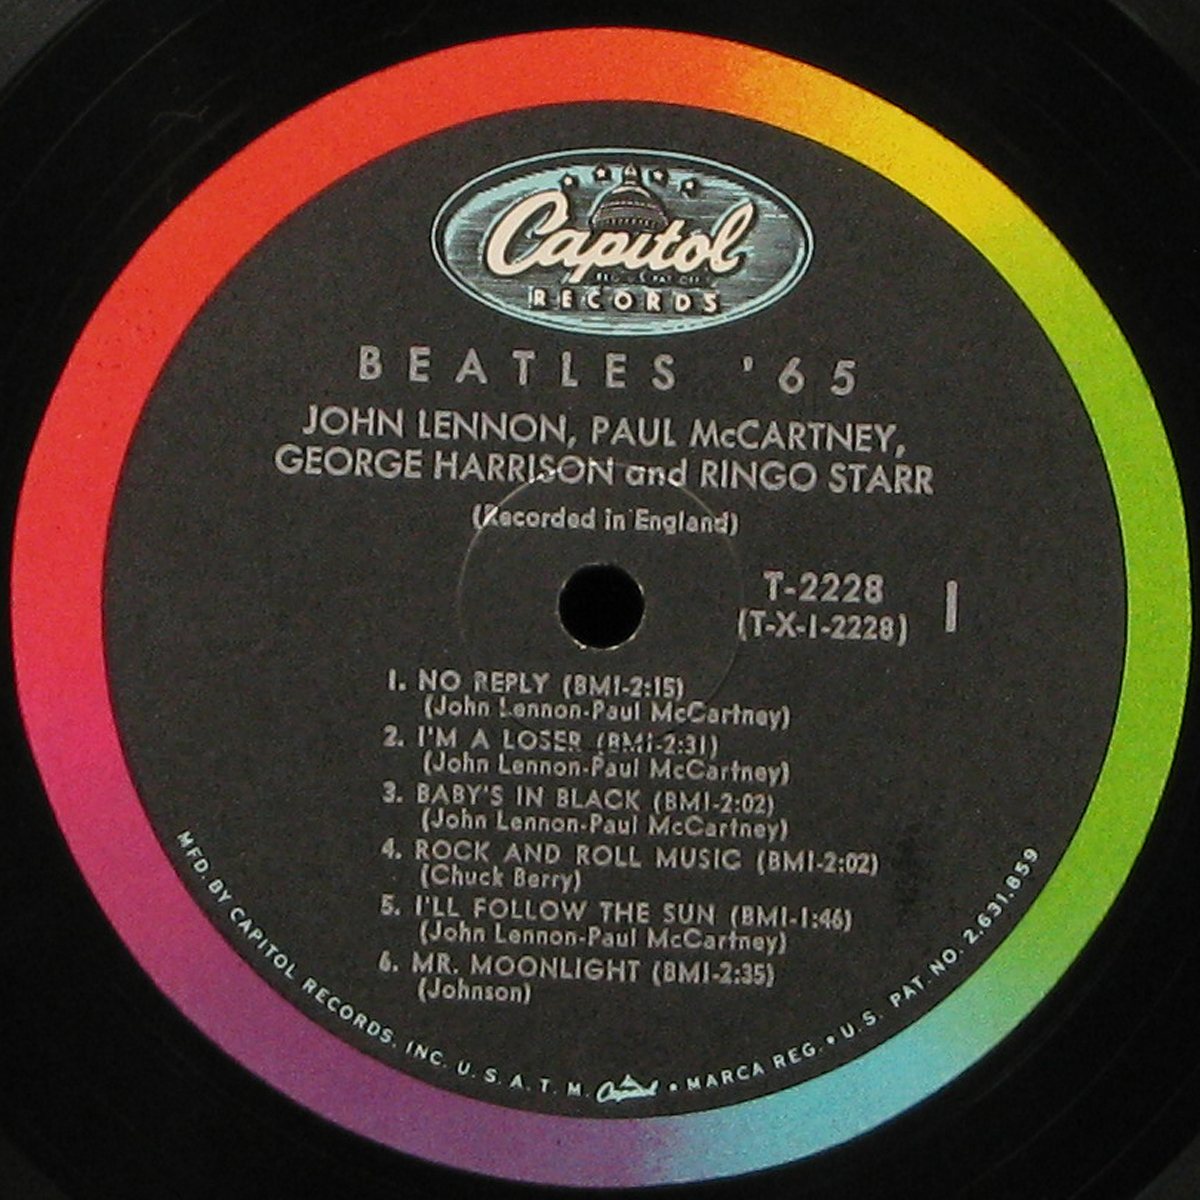 Capitol
RECORDS
BEATLES '65
JOHN LENNON, PAUL McCARTNEY,
GEORGE HARRISON and RINGO STARR
(Recorded in England)
T-2228 1
(T-X-1-2228)
1. NO REPLY (BMI-2:15)
(John Lennon-Paul McCartney)
2. I'M A LOSER (BMI-2:31)
(John Lennon-Paul McCartney)
3. BABY'S IN BLACK (BMI-2:02)
(John Lennon-Paul McCartney)
4. ROCK AND ROLL MUSIC (BMI-2:02)
(Chuck Berry)
5. I'LL FOLLOW THE SUN (BMI-1:46)
(John Lennon-Paul McCartney)
6. MR. MOONLIGHT (BMI-2:35)
(Johnson)
MFD. BY CAPITOL RECORDS, INC. U. S. A. T. M. Capitol • MARCA REG. • U. S. PAT. NO. 2,631,859